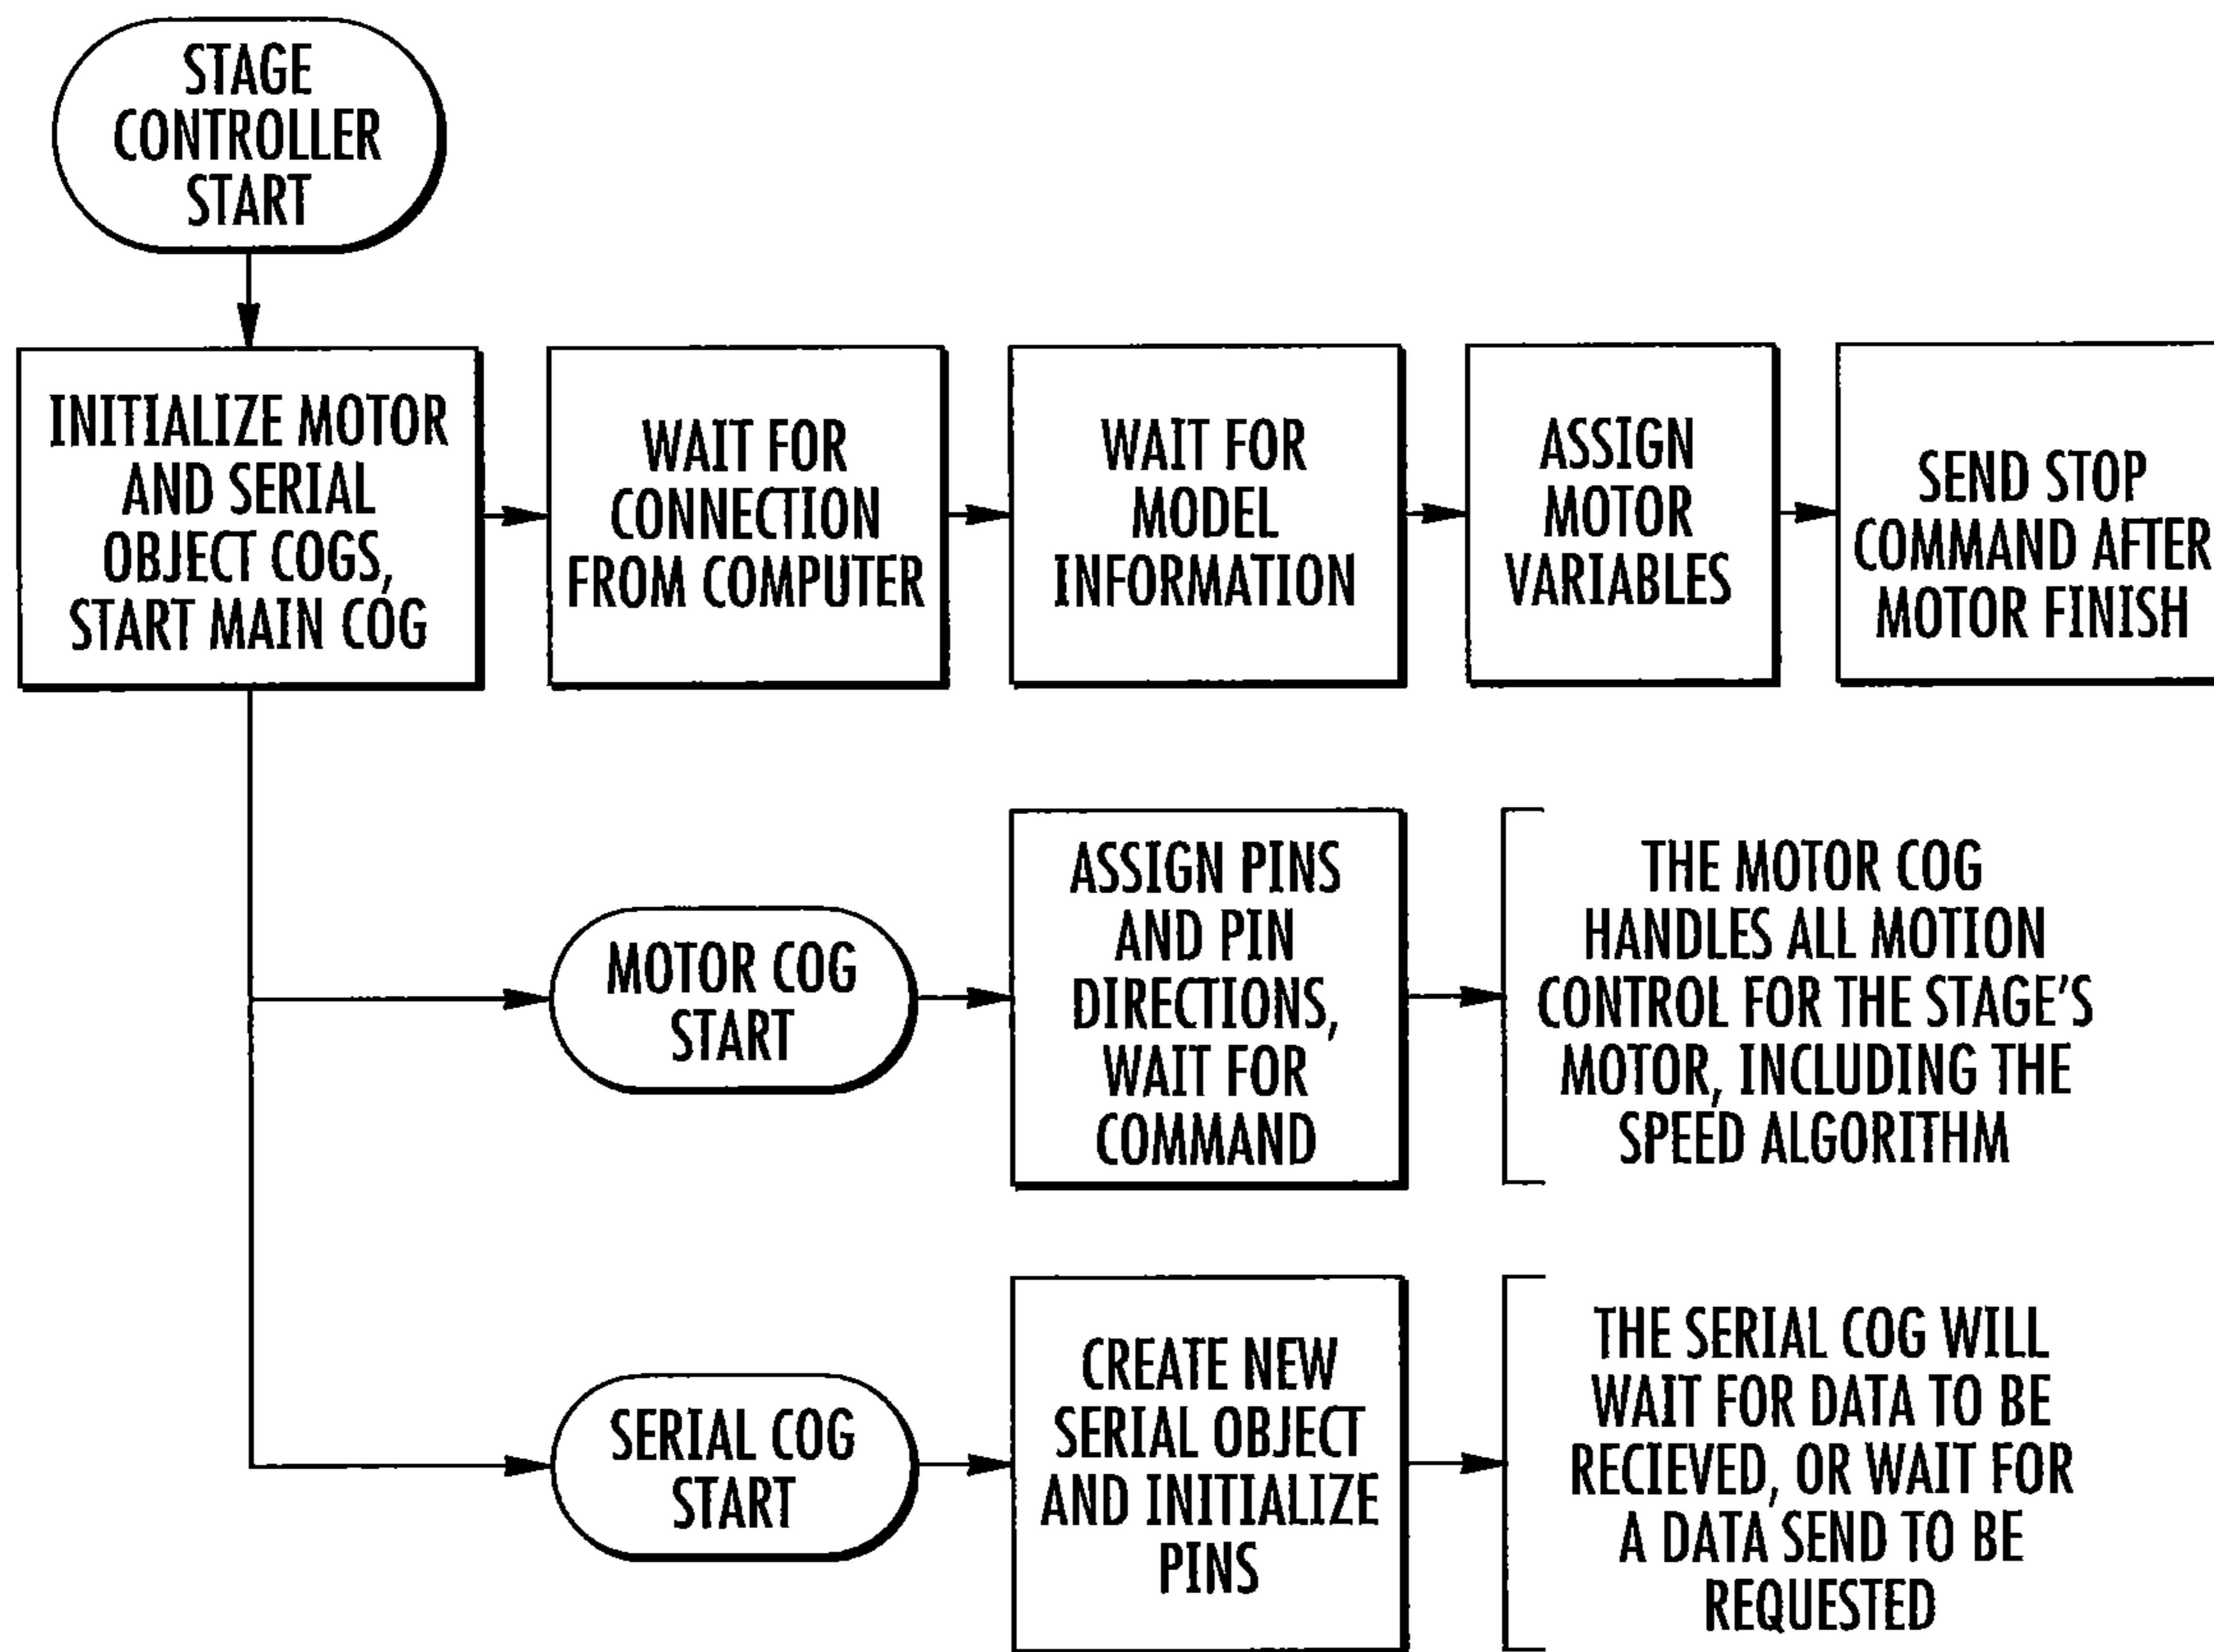 STAGE
CONTROLLER
START
INITIALIZE MOTOR
AND SERIAL
OBJECT COGS,
START MAIN COG
WAIT FOR
CONNECTION
FROM COMPUTER
WAIT FOR
MODEL
INFORMATION
ASSIGN
MOTOR
VARIABLES
SEND STOP
COMMAND AFTER
MOTOR FINISH
MOTOR COG
START
ASSIGN PINS
AND PIN
DIRECTIONS,
WAIT FOR
COMMAND
THE MOTOR COG
HANDLES ALL MOTION
CONTROL FOR THE STAGE'S
MOTOR, INCLUDING THE
SPEED ALGORITHM
SERIAL COG
START
CREATE NEW
SERIAL OBJECT
AND INITIALIZE
PINS
THE SERIAL COG WILL
WAIT FOR DATA TO BE
RECIEVED, OR WAIT FOR
A DATA SEND TO BE
REQUESTED